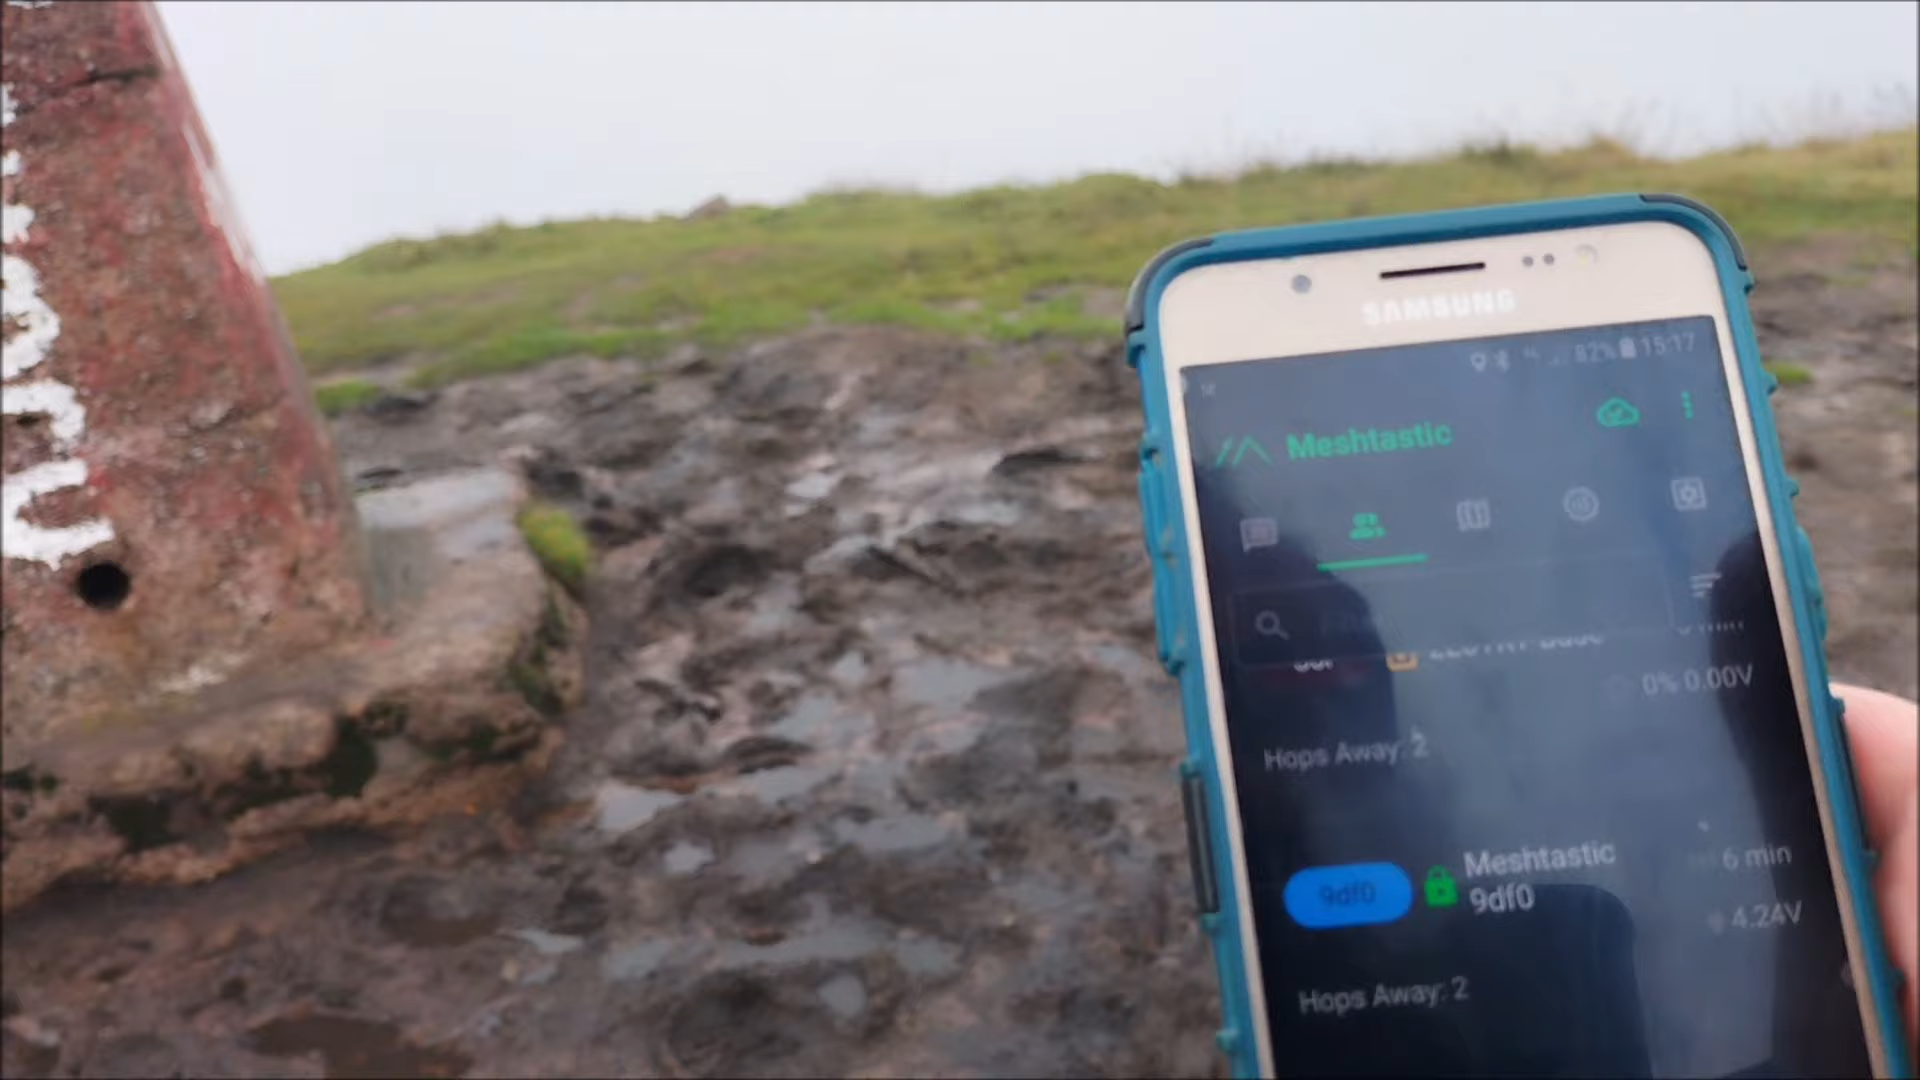 SAMSUNG
82% 15:17
Meshtastic
0% 0.00V
Hops Away: 2
9df0
Meshtastic
9df0
6 min
4.24V
Hops Away: 2